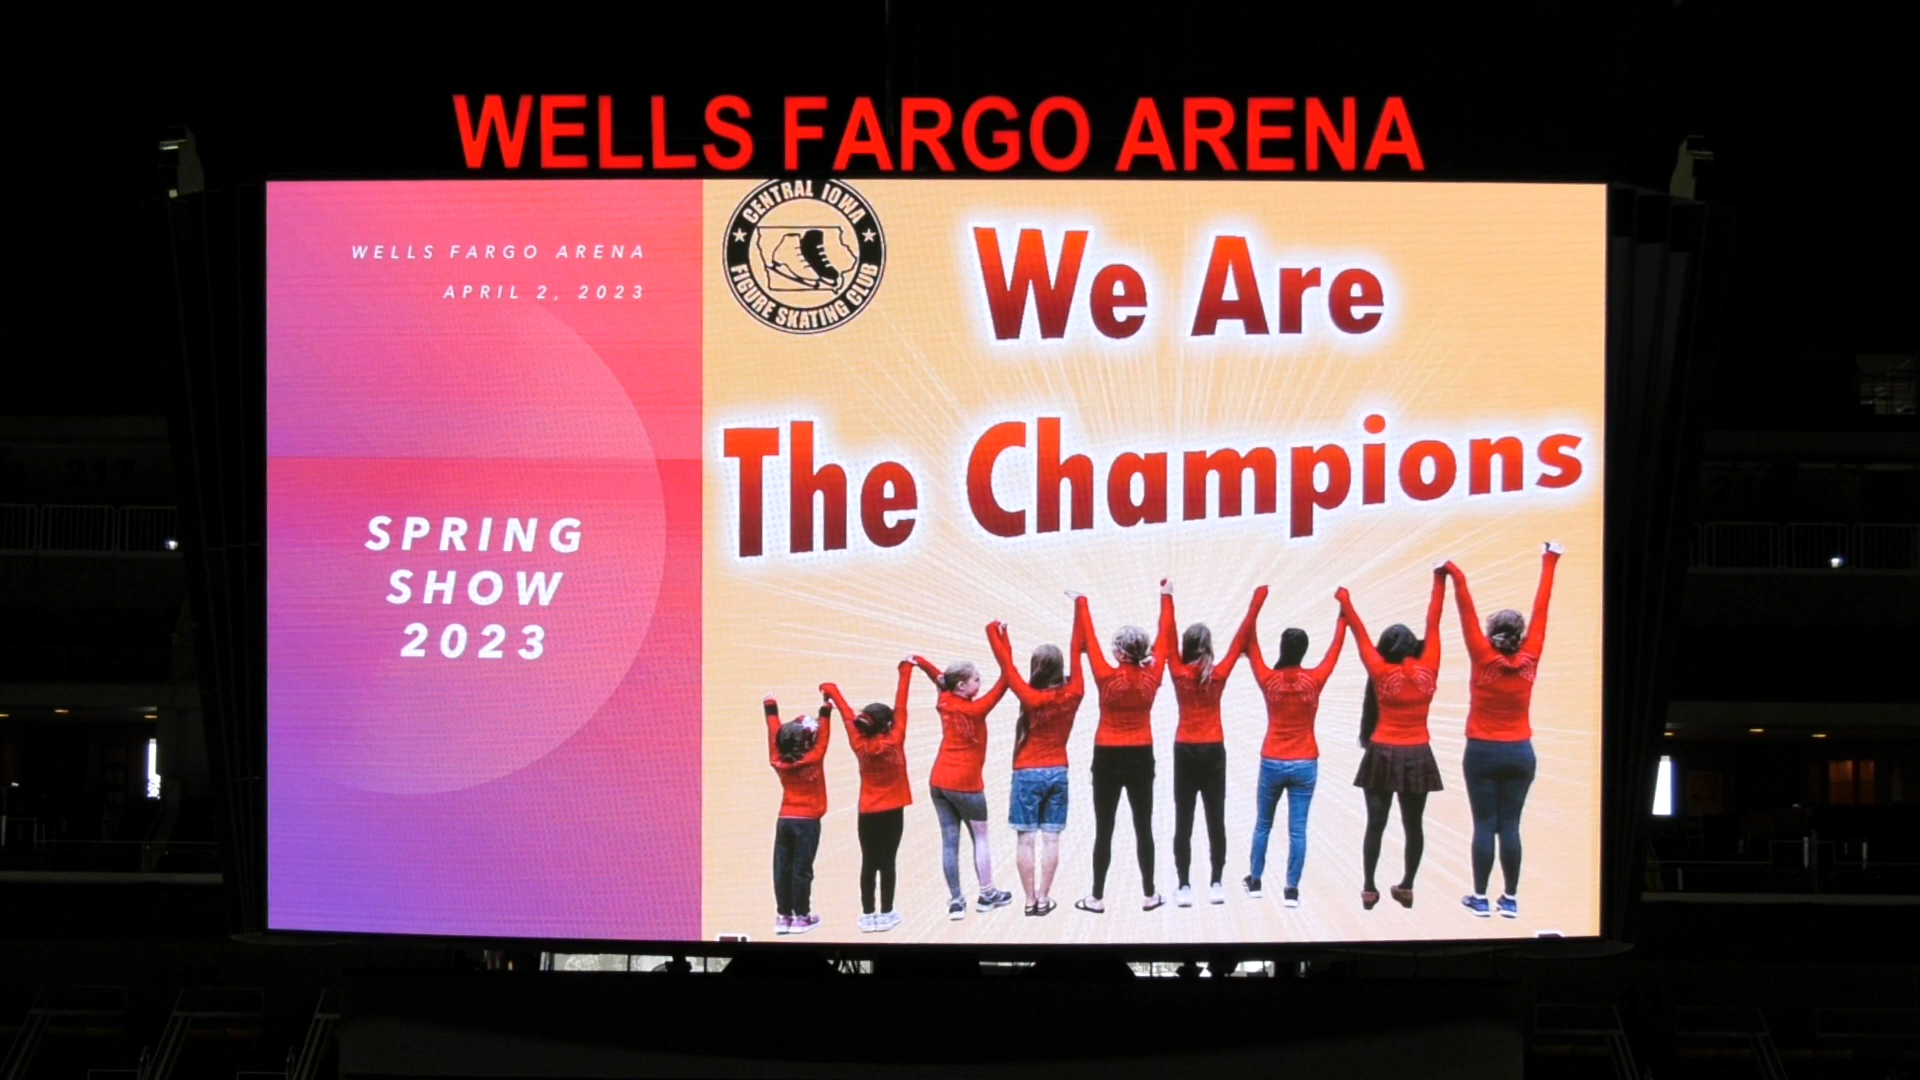 WELLS FARGO ARENA
WELLS FARGO ARENA
APRIL 2, 2023
SPRING
SHOW
2023
CENTRAL IOWA
FIGURE SKATING CLUB
We Are
The Champions
217